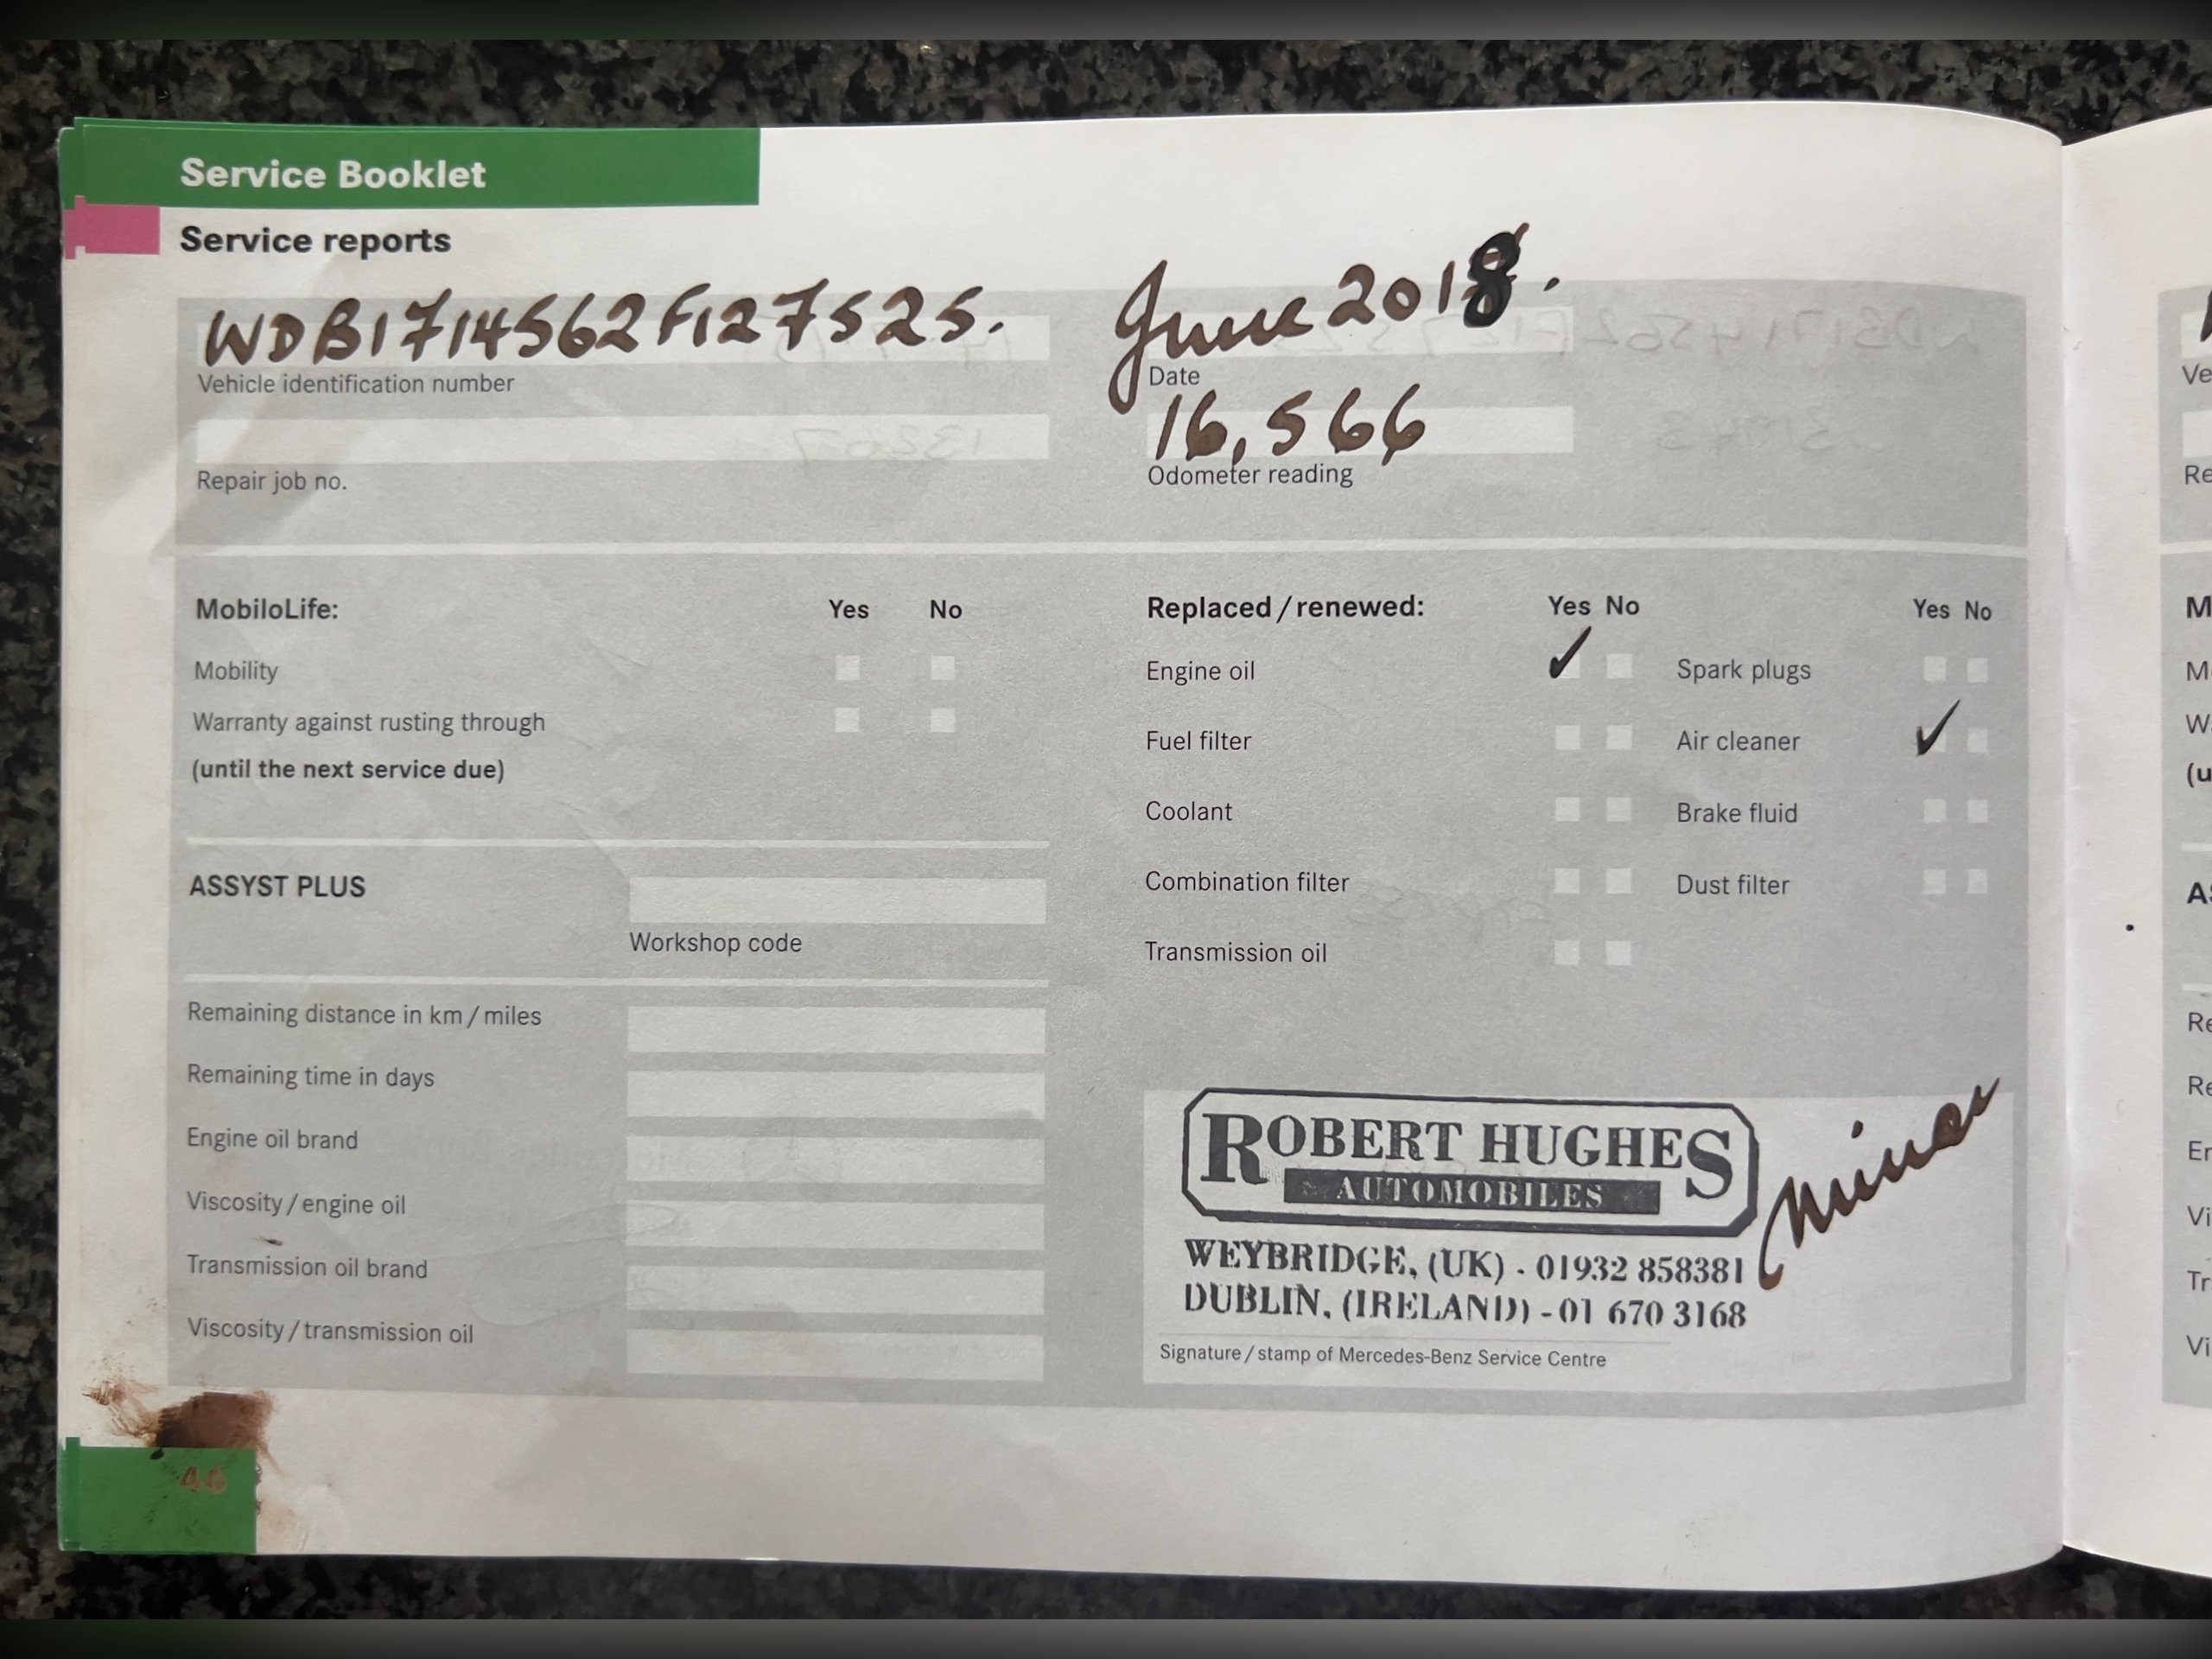 Service Booklet
Service reports
WDB1714562F127525. June 2018.
Vehicle identification number Date
16,566
Repair job no. Odometer reading
MobiloLife: Yes No Replaced / renewed: Yes No Yes No
Mobility Engine oil ✓ Spark plugs
Warranty against rusting through Fuel filter Air cleaner ✓
(until the next service due)
Coolant Brake fluid
ASSYST PLUS Combination filter Dust filter
Workshop code Transmission oil
Remaining distance in km / miles
Remaining time in days
Engine oil brand
Viscosity / engine oil
Transmission oil brand
Viscosity / transmission oil
ROBERT HUGHES
AUTOMOBILES
Minor
WEYBRIDGE, (UK) - 01932 858381
DUBLIN, (IRELAND) - 01 670 3168
Signature / stamp of Mercedes-Benz Service Centre
46